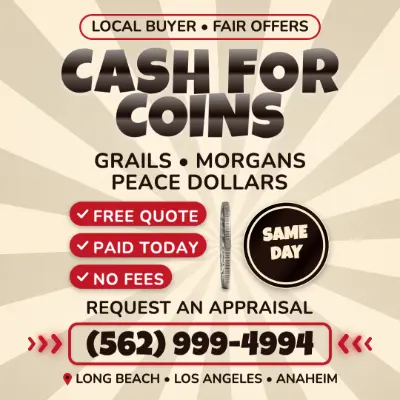 LOCAL BUYER • FAIR OFFERS
CASH FOR
COINS
GRAILS • MORGANS
PEACE DOLLARS
FREE QUOTE
PAID TODAY
NO FEES
SAME
DAY
REQUEST AN APPRAISAL
(562) 999-4994
LONG BEACH • LOS ANGELES • ANAHEIM